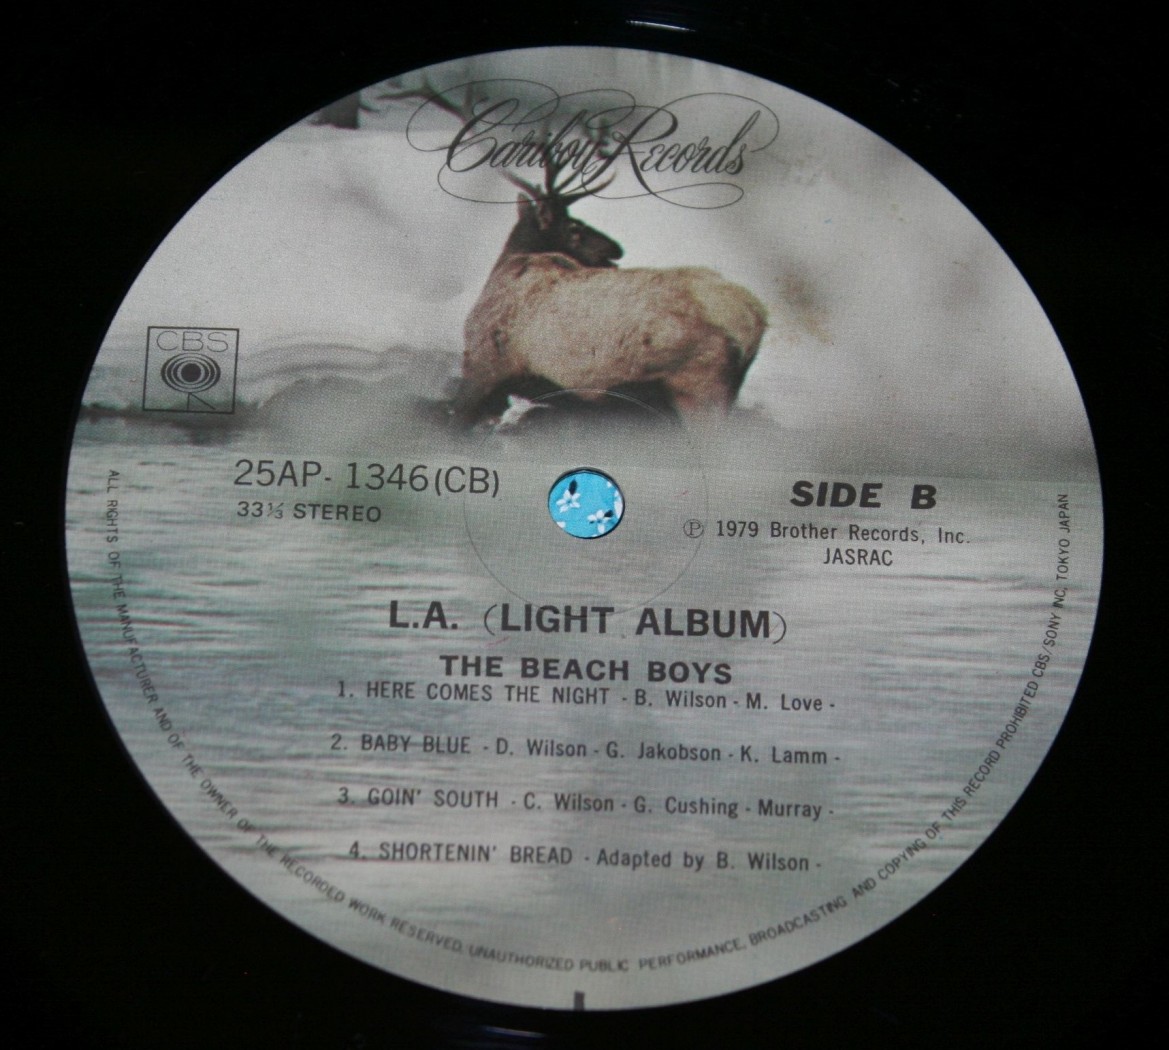 Caribou Records
CBS
25AP- 1346(CB)
33⅓ STEREO
SIDE B
Ⓟ 1979 Brother Records, Inc.
JASRAC
L.A. (LIGHT ALBUM)
THE BEACH BOYS
1. HERE COMES THE NIGHT - B. Wilson - M. Love -
2. BABY BLUE - D. Wilson - G. Jakobson - K. Lamm -
3. GOIN' SOUTH - C. Wilson - G. Cushing - Murray -
4. SHORTENIN' BREAD - Adapted by B. Wilson -
ALL RIGHTS OF THE MANUFACTURER AND OF THE OWNER OF THE RECORDED WORK RESERVED. UNAUTHORIZED PUBLIC PERFORMANCE, BROADCASTING AND COPYING OF THIS RECORD PROHIBITED CBS/SONY INC. TOKYO JAPAN